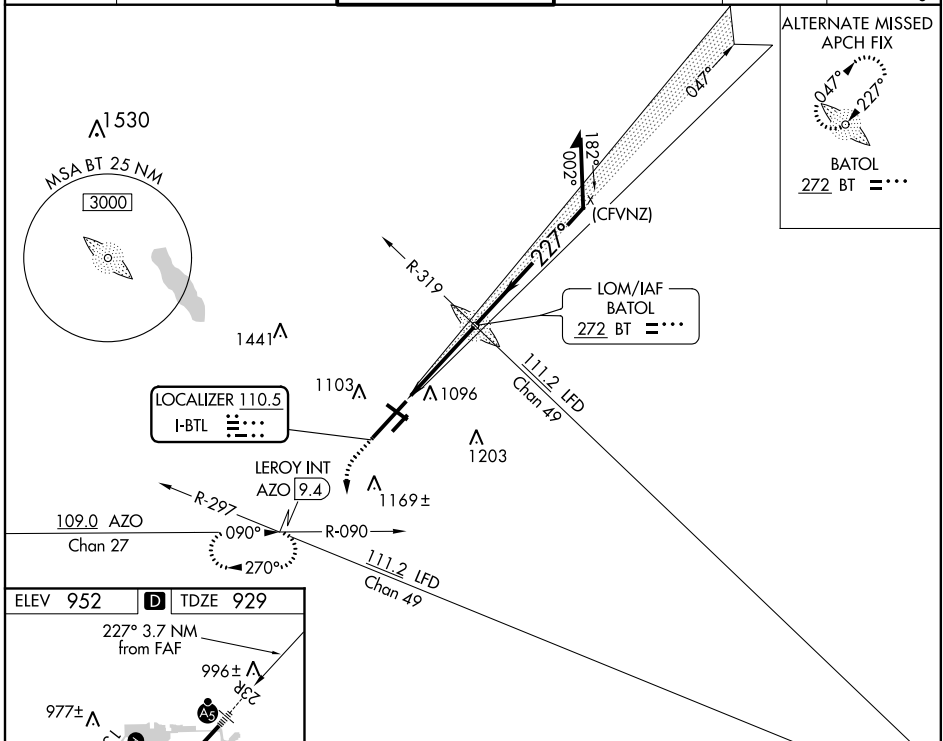 ALTERNATE MISSED
APCH FIX
047°
227°
BATOL
272 BT
1530
MSA BT 25 NM
3000
047°
182°
002°
(CFVNZ)
227°
R-319
LOM/IAF
BATOL
272 BT
1441
111.2 LFD
Chan 49
1103
1096
LOCALIZER 110.5
I-BTL
1203
LEROY INT
AZO 9.4
1169±
R-297
109.0 AZO
Chan 27
090°
R-090
270°
111.2 LFD
Chan 49
ELEV 952
D
TDZE 929
227° 3.7 NM
from FAF
996±
23R
977±
A5